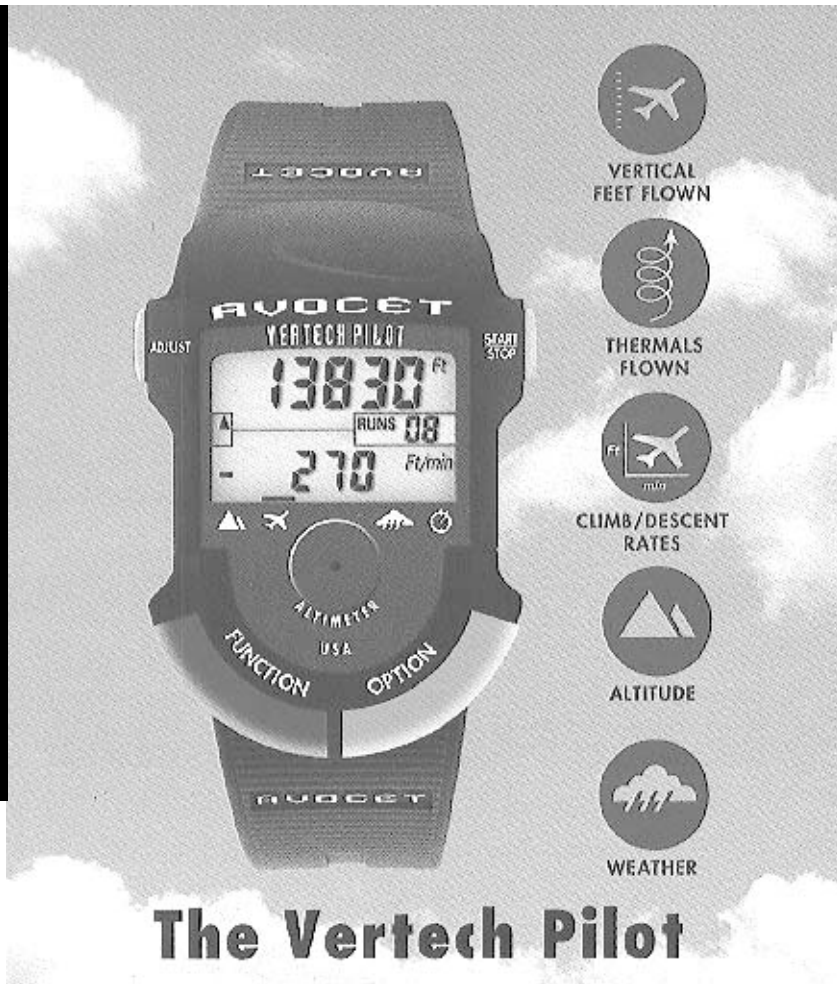 AVOCET
AVOCET
VERTECH PILOT
ADJUST
START
STOP
13830 Ft
RUNS 08
- 270 Ft/min
ALTIMETER
USA
FUNCTION
OPTION
AVOCET
VERTICAL
FEET FLOWN
THERMALS
FLOWN
Ft
min
CLIMB/DESCENT
RATES
ALTITUDE
WEATHER
The Vertech Pilot